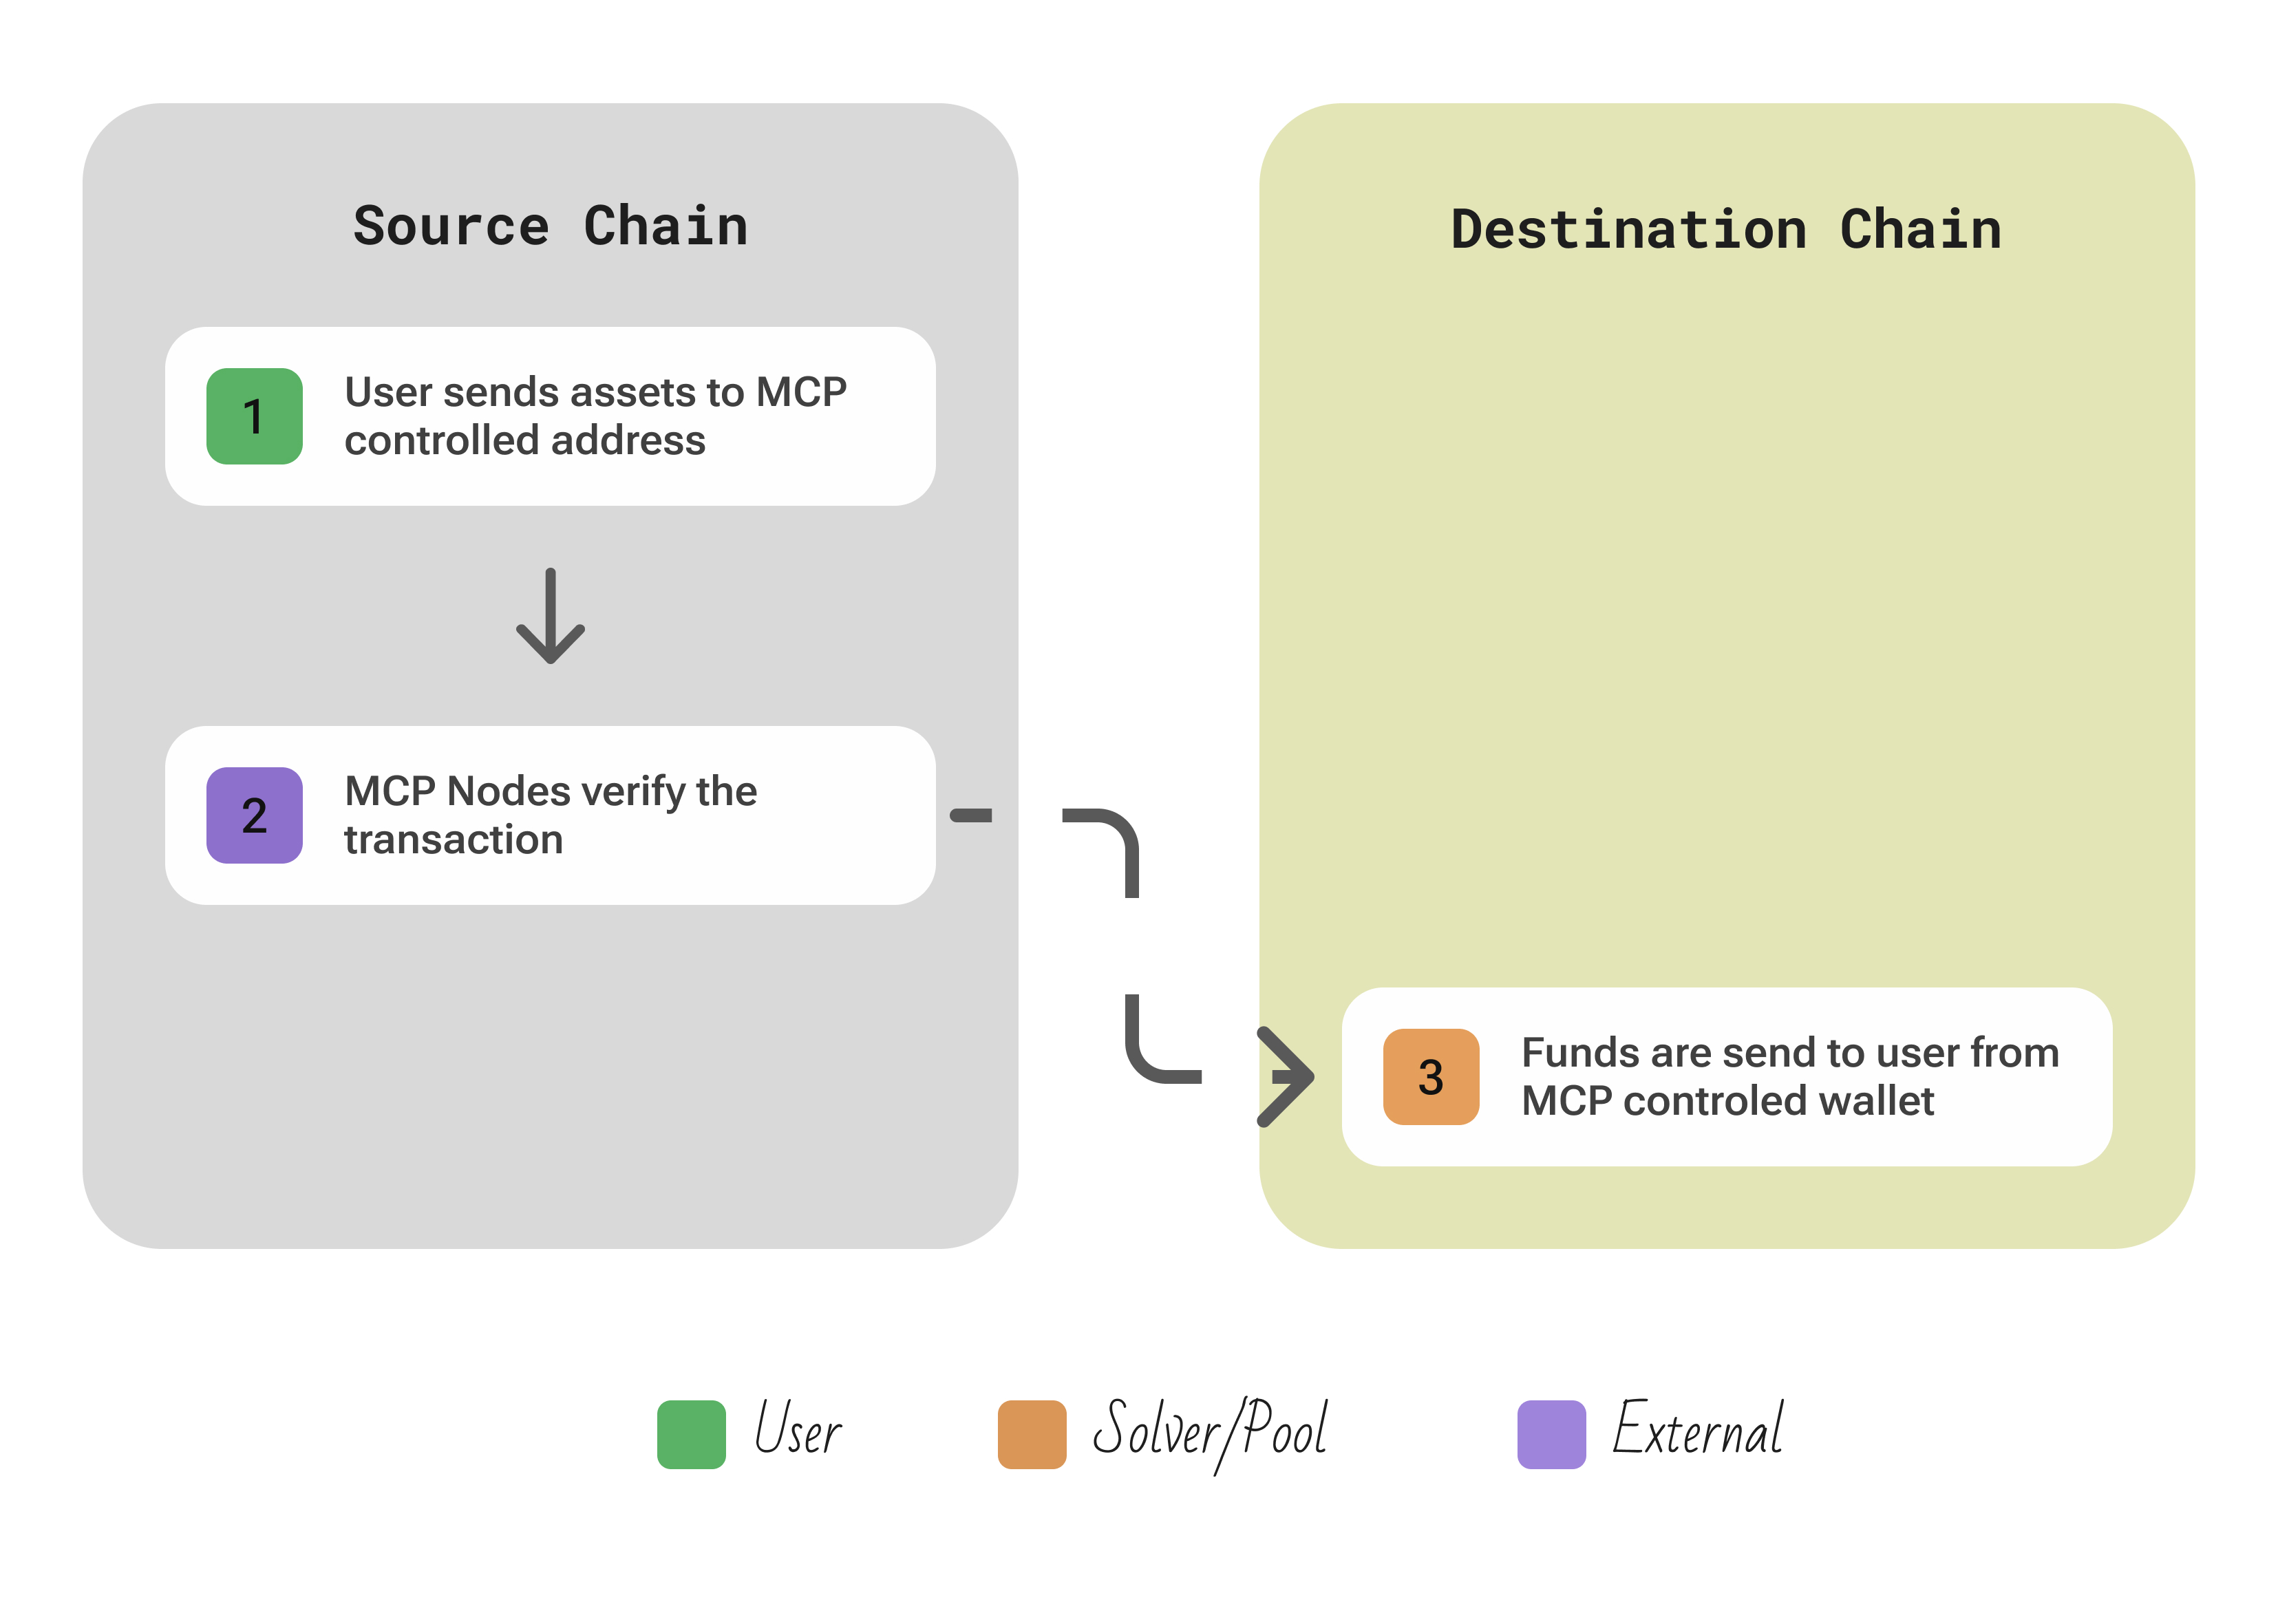 Source Chain
1
User sends assets to MCP
controlled address
2
MCP Nodes verify the
transaction
Destination Chain
3
Funds are send to user from
MCP controled wallet
User
Solver/Pool
External